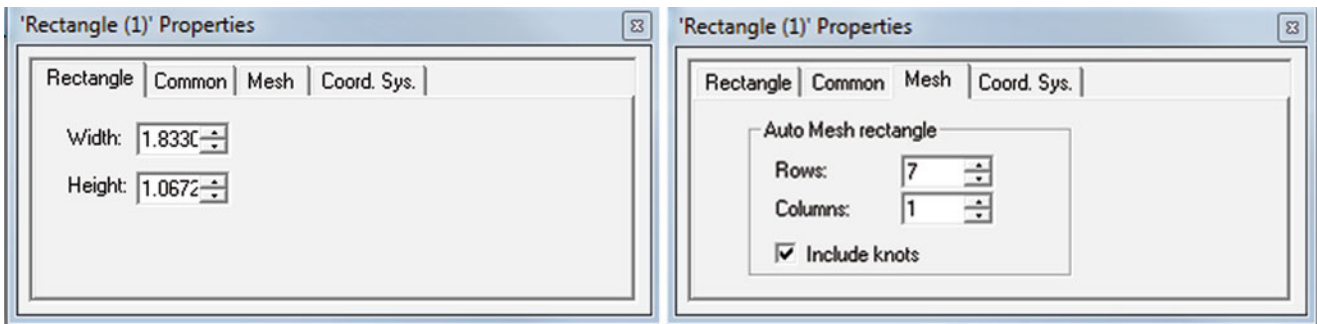 'Rectangle (1)' Properties
Rectangle Common Mesh Coord. Sys.
Width: 1.8330
Height: 1.0672
'Rectangle (1)' Properties
Rectangle Common Mesh Coord. Sys.
Auto Mesh rectangle
Rows: 7
Columns: 1
Include knots